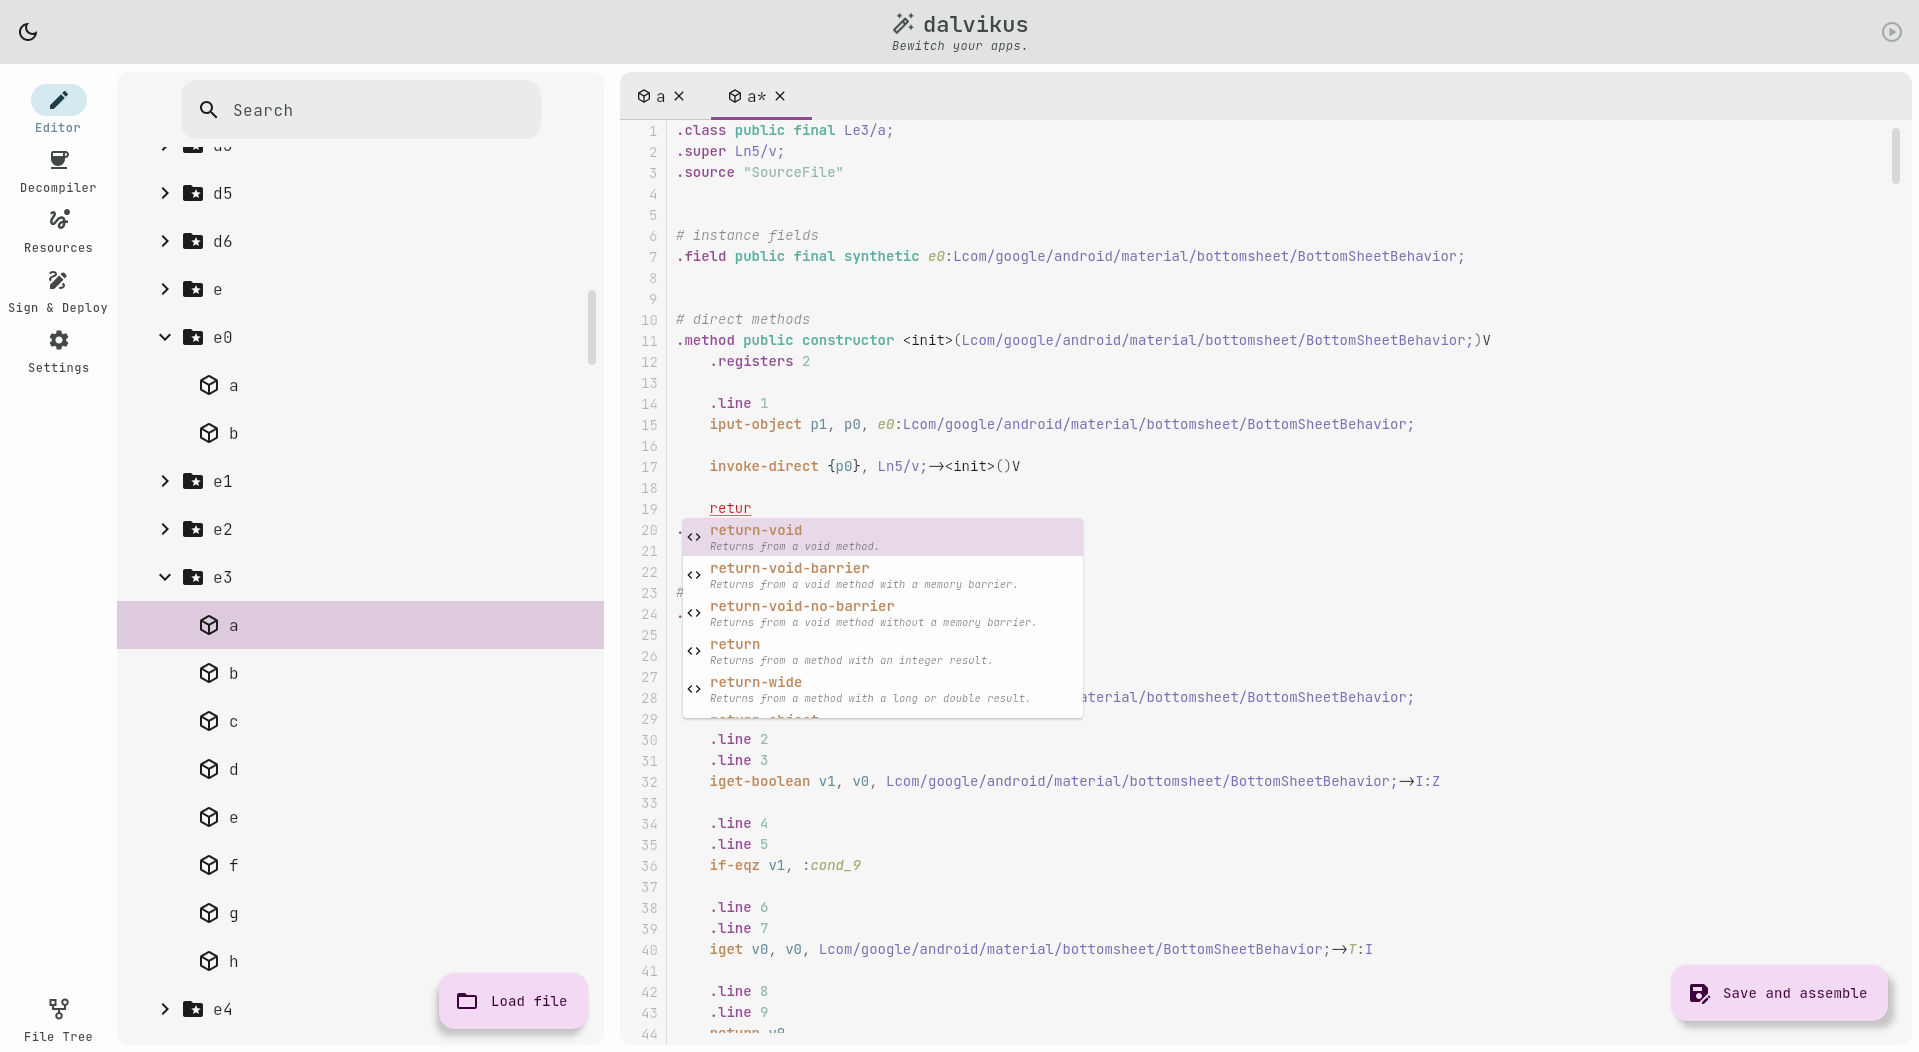 dalvikus
Bewitch your apps.
Editor
Decompiler
Resources
Sign & Deploy
Settings
File Tree
Search
d5
d6
e
e0
a
b
e1
e2
e3
a
b
c
d
e
f
g
h
e4
Load file
a
a*
1 .class public final Le3/a;
2 .super Ln5/v;
3 .source "SourceFile"
4
5
6 # instance fields
7 .field public final synthetic e0:Lcom/google/android/material/bottomsheet/BottomSheetBehavior;
8
9
10 # direct methods
11 .method public constructor <init>(Lcom/google/android/material/bottomsheet/BottomSheetBehavior;)V
12 .registers 2
13
14 .line 1
15 iput-object p1, p0, e0:Lcom/google/android/material/bottomsheet/BottomSheetBehavior;
16
17 invoke-direct {p0}, Ln5/v;-><init>()V
18
19 retur
20 .
21
22
23 #
24 .
25
26
27
28 aterial/bottomsheet/BottomSheetBehavior;
29
return-void
Returns from a void method.
return-void-barrier
Returns from a void method with a memory barrier.
return-void-no-barrier
Returns from a void method without a memory barrier.
return
Returns from a method with an integer result.
return-wide
Returns from a method with a long or double result.
return-object
30 .line 2
31 .line 3
32 iget-boolean v1, v0, Lcom/google/android/material/bottomsheet/BottomSheetBehavior;->I:Z
33
34 .line 4
35 .line 5
36 if-eqz v1, :cond_9
37
38 .line 6
39 .line 7
40 iget v0, v0, Lcom/google/android/material/bottomsheet/BottomSheetBehavior;->T:I
41
42 .line 8
43 .line 9
44 return v0
Save and assemble